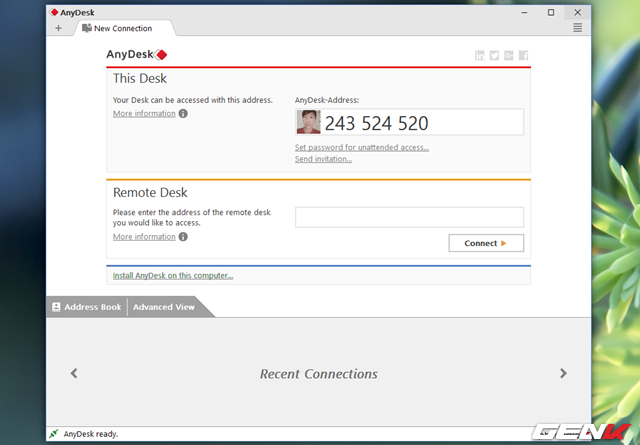 AnyDesk
New Connection
AnyDesk
This Desk
Your Desk can be accessed with this address.
More information
AnyDesk-Address:
243 524 520
Set password for unattended access...
Send invitation...
Remote Desk
Please enter the address of the remote desk
you would like to access.
More information
Connect
Install AnyDesk on this computer...
Address Book
Advanced View
Recent Connections
AnyDesk ready.
GENK